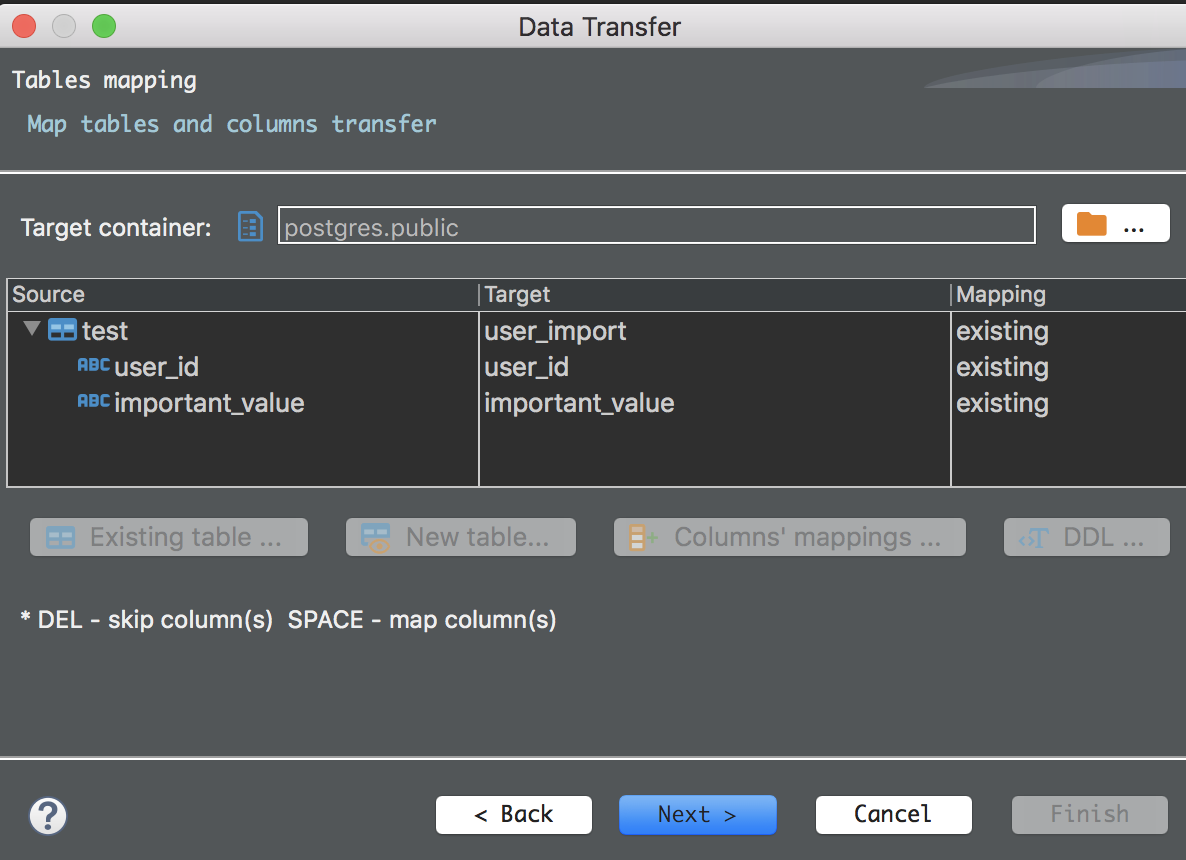 Data Transfer
Tables mapping
Map tables and columns transfer
Target container: postgres.public ...
Source Target Mapping
test user_import existing
ABC user_id user_id existing
ABC important_value important_value existing
Existing table ... New table... Columns' mappings ... DDL ...
* DEL - skip column(s) SPACE - map column(s)
? < Back Next > Cancel Finish